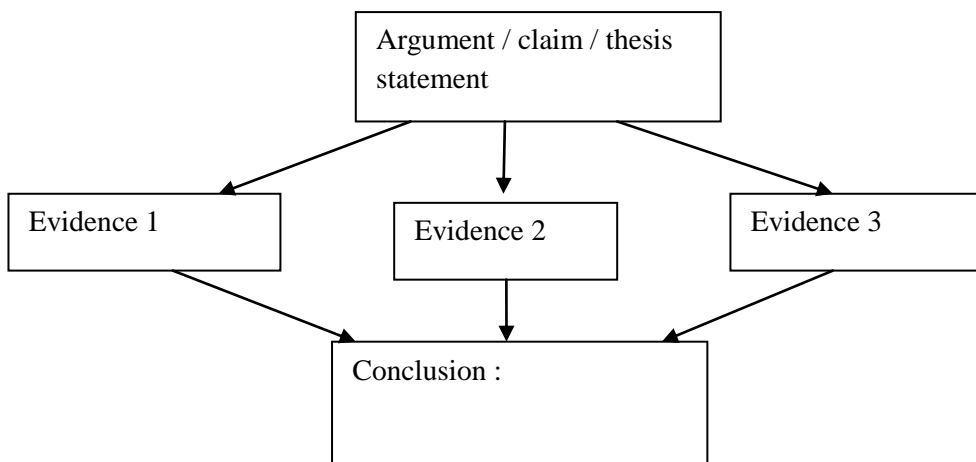 Argument / claim / thesis
statement
Evidence 1
Evidence 2
Evidence 3
Conclusion :